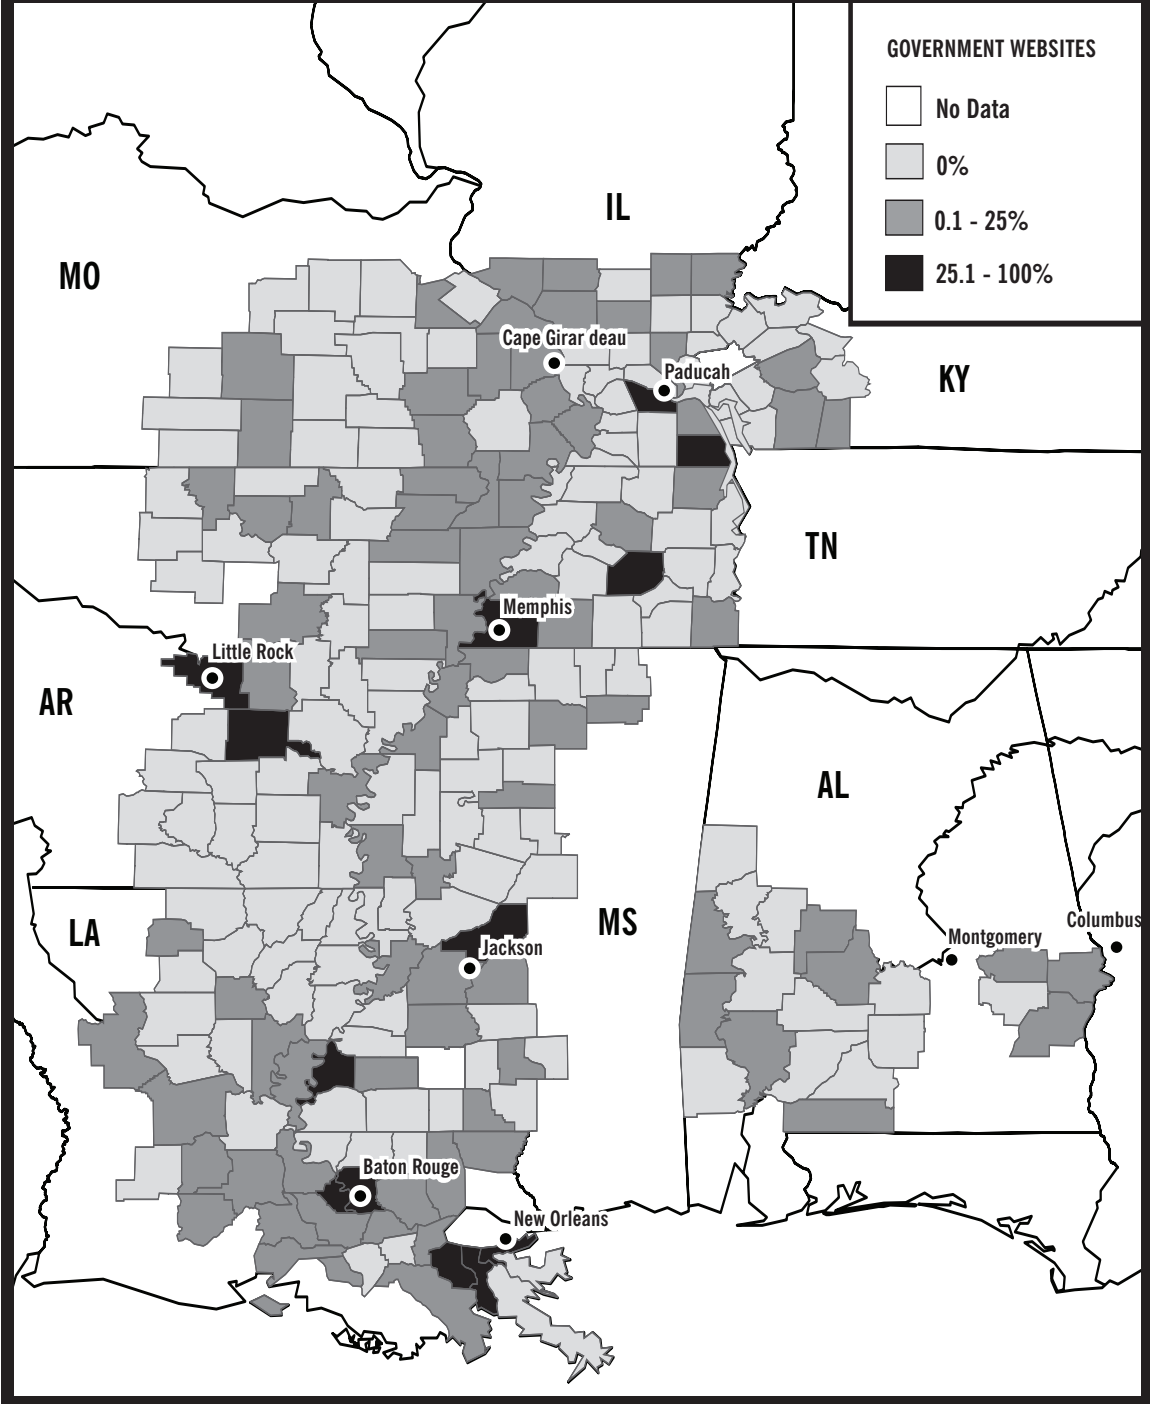 GOVERNMENT WEBSITES
No Data
0%
0.1 - 25%
25.1 - 100%
IL
MO
Cape Girar deau
Paducah
KY
TN
Memphis
Little Rock
AR
AL
MS
LA
Columbus
Montgomery
Jackson
Baton Rouge
New Orleans